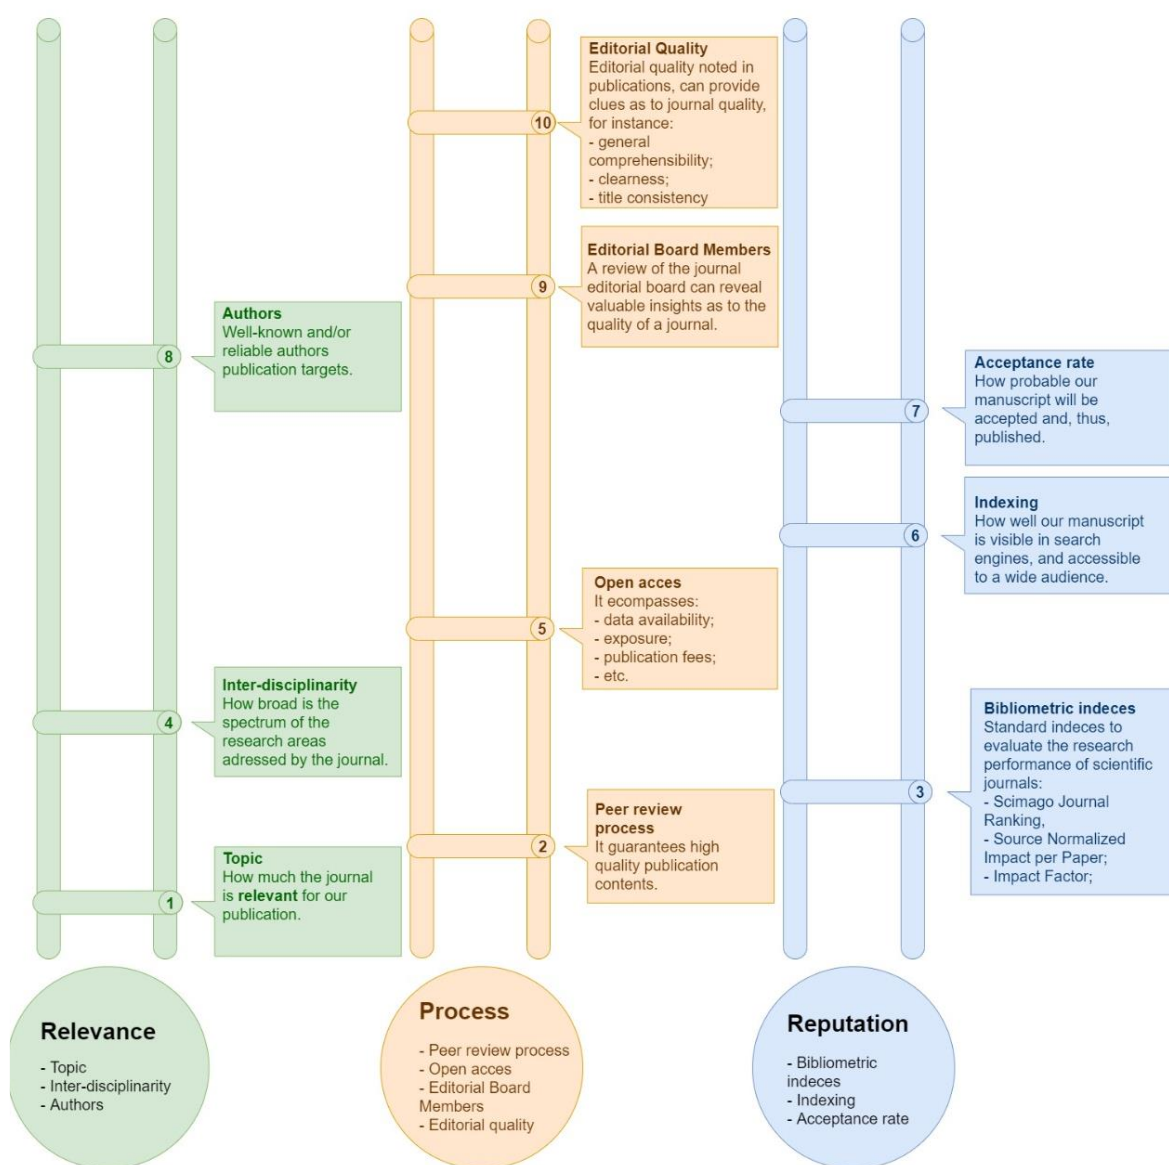 Editorial Quality
Editorial quality noted in
publications, can provide
clues as to journal quality,
for instance:
- general
comprehensibility;
- clearness;
- title consistency
10
Editorial Board Members
A review of the journal
editorial board can reveal
valuable insights as to the
quality of a journal.
9
Authors
Well-known and/or
reliable authors
publication targets.
8
Acceptance rate
How probable our
manuscript will be
accepted and, thus,
published.
7
Indexing
How well our manuscript
is visible in search
engines, and accessible
to a wide audience.
6
Open acces
It ecompasses:
- data availability;
- exposure;
- publication fees;
- etc.
5
Inter-disciplinarity
How broad is the
spectrum of the
research areas
adressed by the journal.
4
Bibliometric indeces
Standard indeces to
evaluate the research
performance of scientific
journals:
- Scimago Journal
Ranking,
- Source Normalized
Impact per Paper;
- Impact Factor;
3
Peer review
process
It guarantees high
quality publication
contents.
2
Topic
How much the journal
is relevant for our
publication.
1
Relevance
- Topic
- Inter-disciplinarity
- Authors
Process
- Peer review process
- Open acces
- Editorial Board
Members
- Editorial quality
Reputation
- Bibliometric
indeces
- Indexing
- Acceptance rate